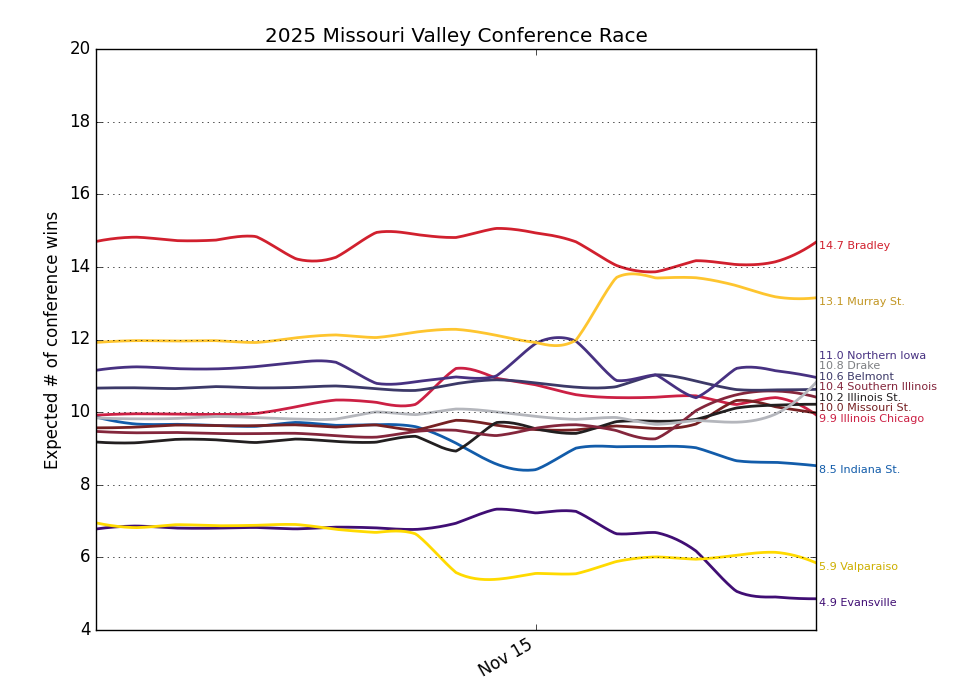 2025 Missouri Valley Conference Race
Expected # of conference wins
20
18
16
14
12
10
8
6
4
Nov 15
14.7 Bradley
13.1 Murray St.
11.0 Northern Iowa
10.8 Drake
10.6 Belmont
10.4 Southern Illinois
10.2 Illinois St.
10.0 Missouri St.
9.9 Illinois Chicago
8.5 Indiana St.
5.9 Valparaiso
4.9 Evansville